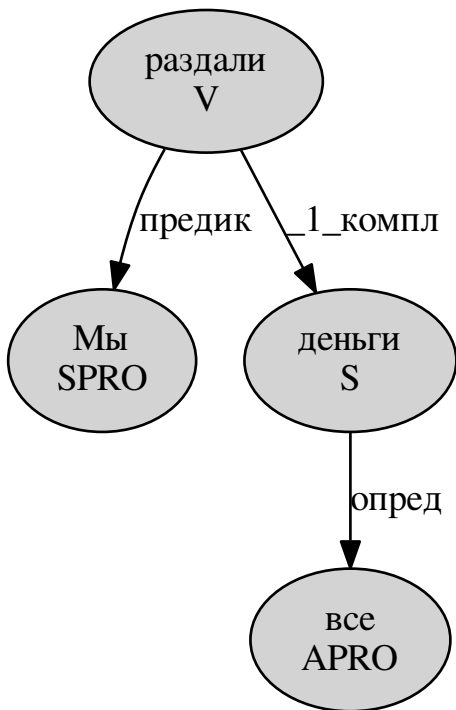 раздали
V
предик
_1_компл
Мы
SPRO
деньги
S
опред
все
APRO